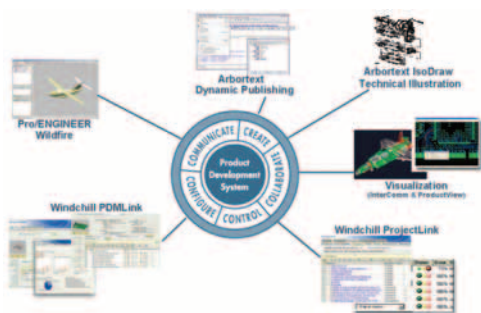 Arbortext
Dynamic Publishing
Arbortext IsoDraw
Technical Illustration
Pro/ENGINEER
Wildfire
COMMUNICATE
CREATE
COLLABORATE
CONTROL
CONFIGURE
Product
Development
System
Visualization
(InterComm & ProductView)
Windchill PDMLink
Windchill ProjectLink